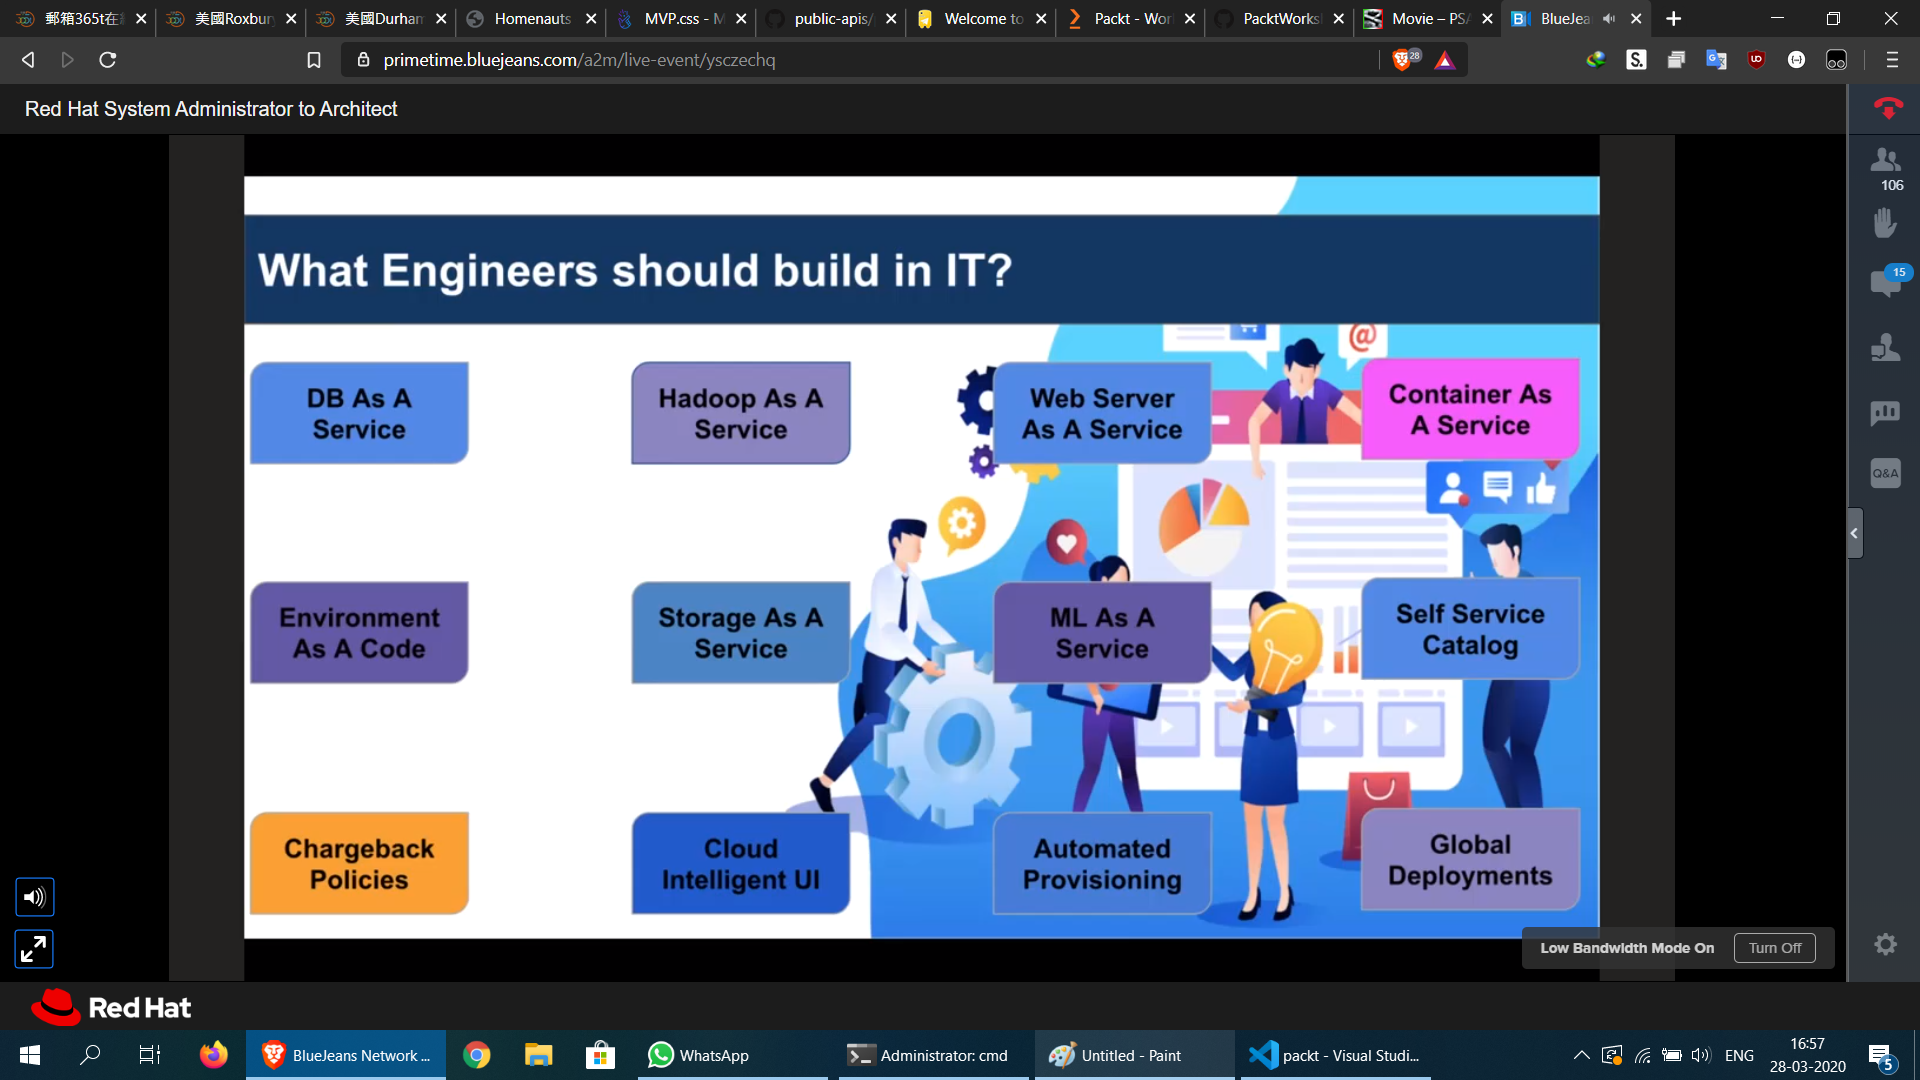 郵箱365t在
美國Roxbur
美國Durham
Homenauts
MVP.css - M
public-apis/
Welcome to
Packt - Wor
PacktWorks
Movie – PSA
BlueJea
primetime.bluejeans.com/a2m/live-event/ysczechq
28
Red Hat System Administrator to Architect
106
15
Q&A
What Engineers should build in IT?
@
DB As A
Service
Hadoop As A
Service
Web Server
As A Service
Container As
A Service
Environment
As A Code
Storage As A
Service
ML As A
Service
Self Service
Catalog
Chargeback
Policies
Cloud
Intelligent UI
Automated
Provisioning
Global
Deployments
Low Bandwidth Mode On
Turn Off
Red Hat
BlueJeans Network ...
WhatsApp
Administrator: cmd
Untitled - Paint
packt - Visual Studi...
ENG
16:57
28-03-2020
5